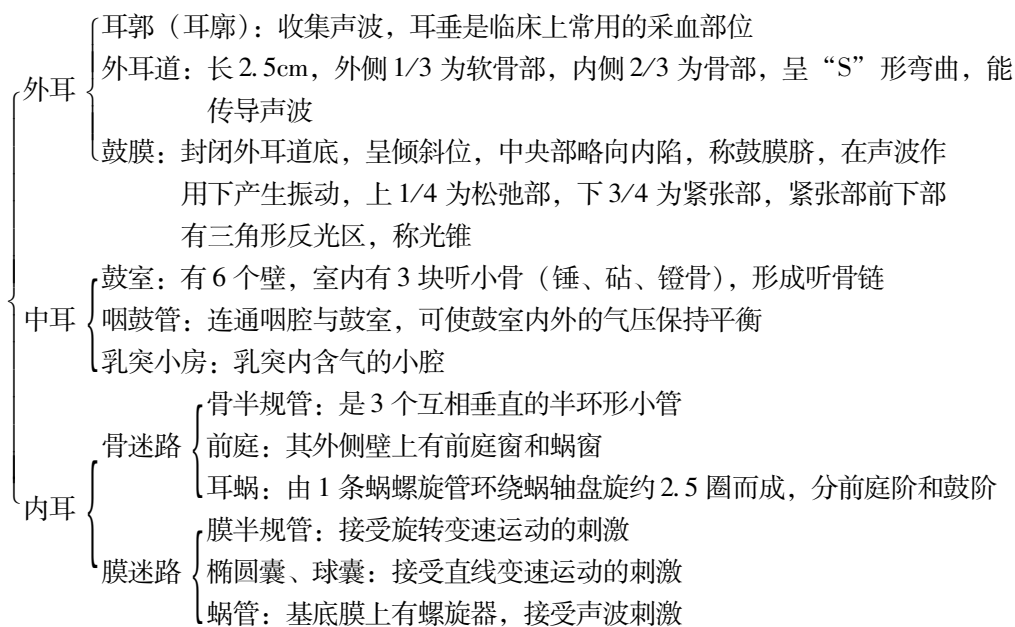 耳郭（耳廓）：收集声波，耳垂是临床上常用的采血部位
外耳道：长 2.5cm，外侧 1/3 为软骨部，内侧 2/3 为骨部，呈“S”形弯曲，能
外耳
传导声波
鼓膜：封闭外耳道底，呈倾斜位，中央部略向内陷，称鼓膜脐，在声波作
用下产生振动，上 1/4 为松弛部，下 3/4 为紧张部，紧张部前下部
有三角形反光区，称光锥
鼓室：有 6 个壁，室内有 3 块听小骨（锤、砧、镫骨），形成听骨链
中耳 咽鼓管：连通咽腔与鼓室，可使鼓室内外的气压保持平衡
乳突小房：乳突内含气的小腔
骨半规管：是 3 个互相垂直的半环形小管
骨迷路 前庭：其外侧壁上有前庭窗和蜗窗
耳蜗：由 1 条蜗螺旋管环绕蜗轴盘旋约 2.5 圈而成，分前庭阶和鼓阶
内耳
膜半规管：接受旋转变速运动的刺激
膜迷路 椭圆囊、球囊：接受直线变速运动的刺激
蜗管：基底膜上有螺旋器，接受声波刺激